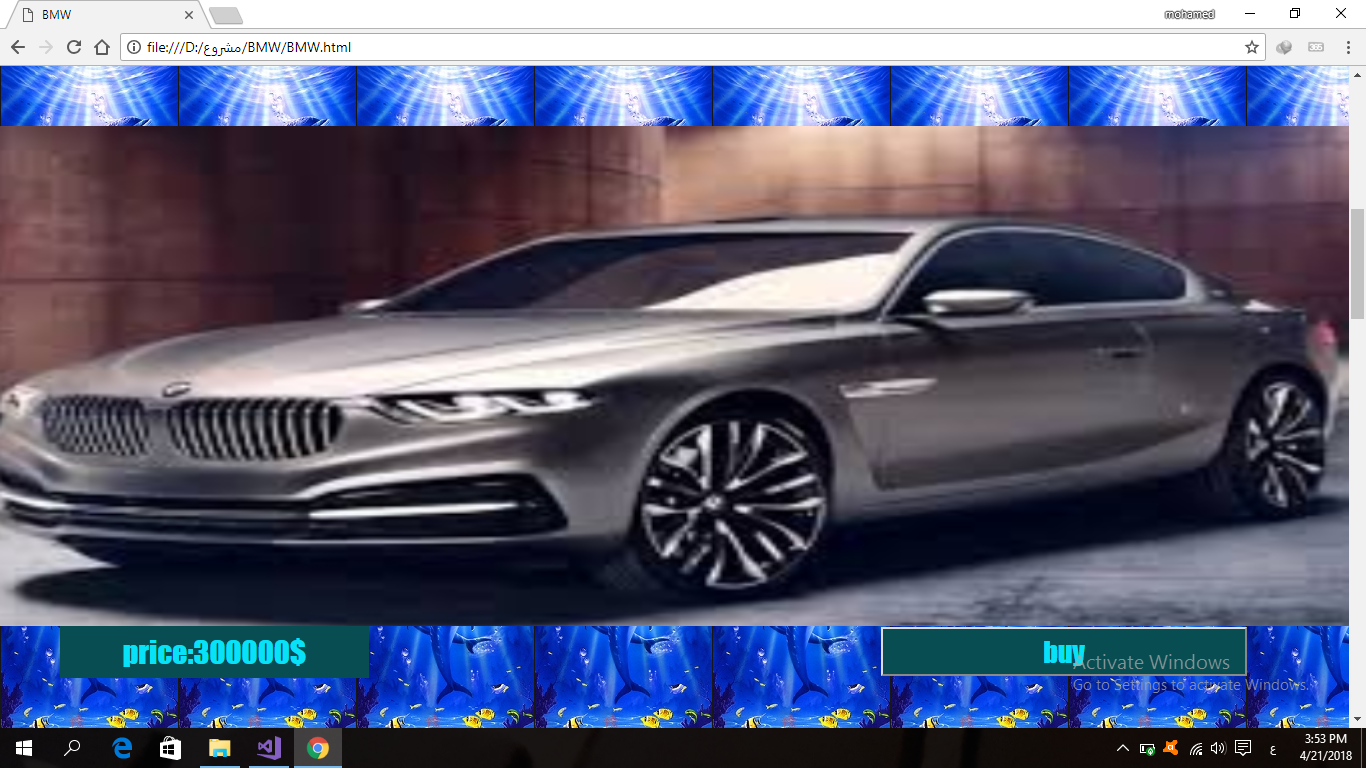 BMW
mohamed
file:///D:/مشروع/BMW/BMW.html
price:300000$
buy
Activate Windows
Go to Settings to activate Windows.
ع
3:53 PM
4/21/2018